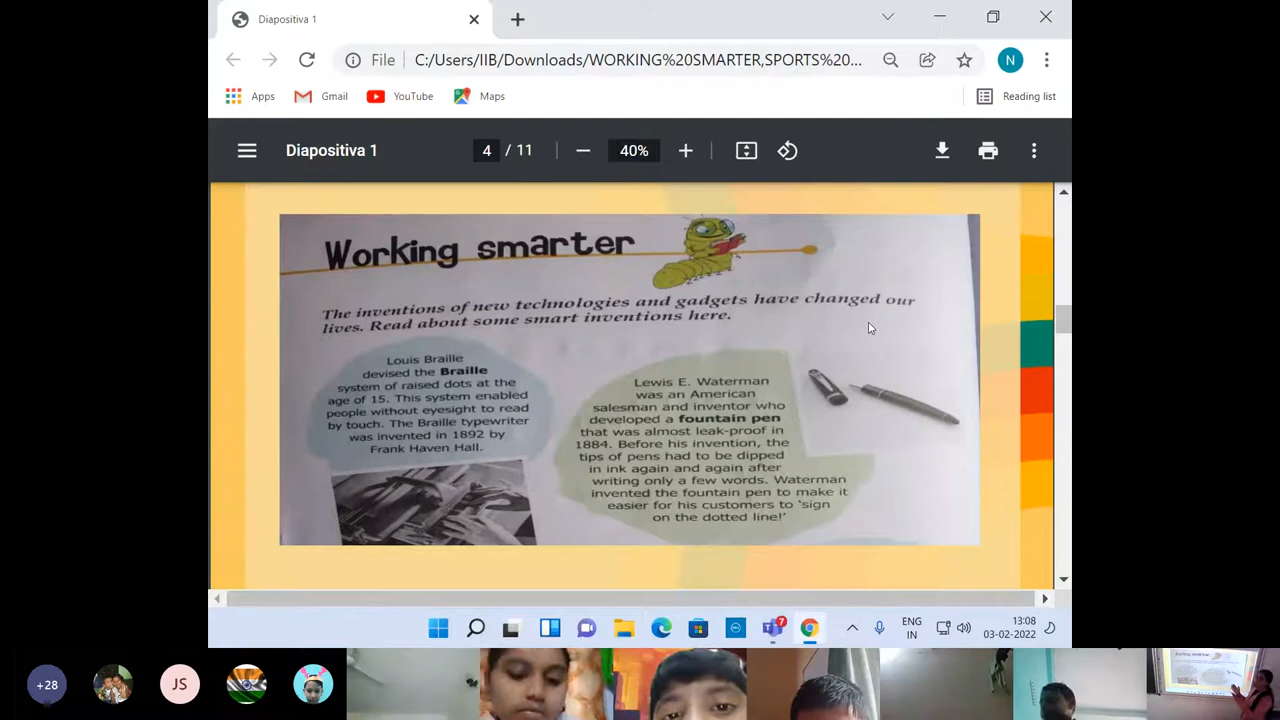 Diapositiva 1
File
C:/Users/IIB/Downloads/WORKING%20SMARTER,SPORTS%20...
N
Apps
Gmail
YouTube
Maps
Reading list
Diapositiva 1
4 / 11
40%
Working smarter
The inventions of new technologies and gadgets have changed our
lives. Read about some smart inventions here.
Louis Braille
devised the Braille
system of raised dots at the
age of 15. This system enabled
people without eyesight to read
by touch. The Braille typewriter
was invented in 1892 by
Frank Haven Hall.
Lewis E. Waterman
was an American
salesman and inventor who
developed a fountain pen
that was almost leak-proof in
1884. Before his invention, the
tips of pens had to be dipped
in ink again and again after
writing only a few words. Waterman
invented the fountain pen to make it
easier for his customers to ‘sign
on the dotted line!’
7
ENG
IN
13:08
03-02-2022
+28
JS
Working smarter